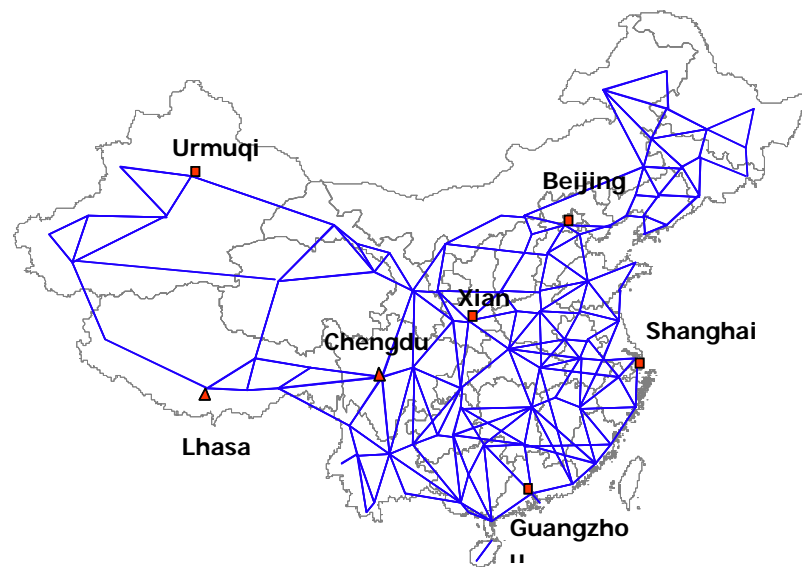 Urmuqi
Beijing
Xian
Shanghai
Chengdu
Lhasa
Guangzho
u